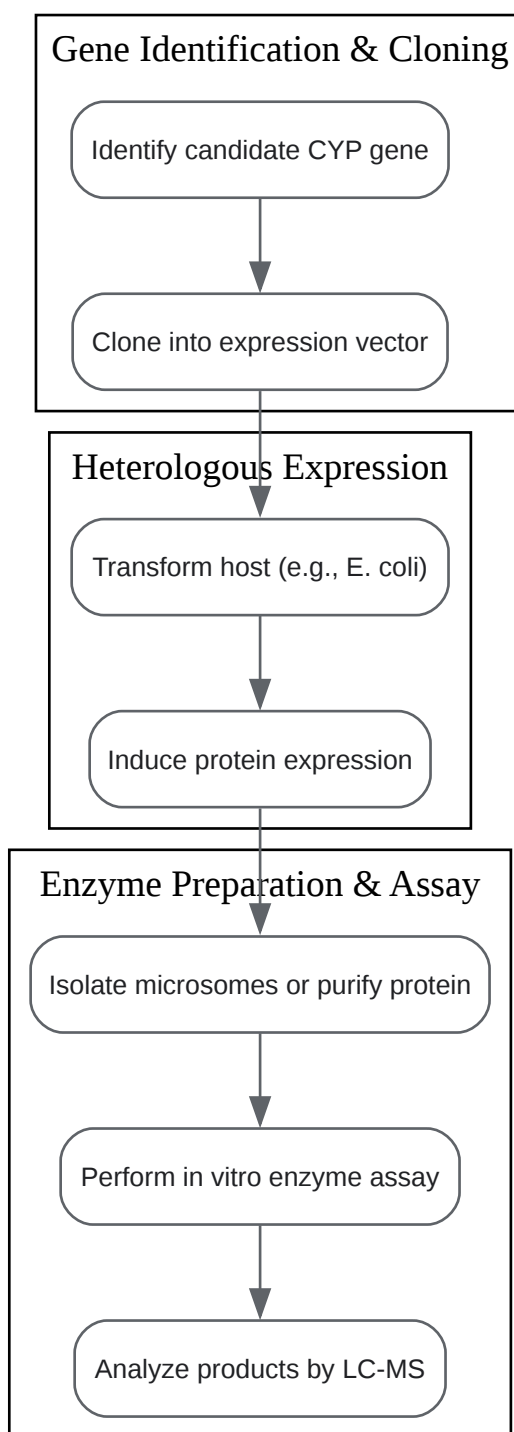 Gene Identification & Cloning
Identify candidate CYP gene
Clone into expression vector
Heterologous Expression
Transform host (e.g., E. coli)
Induce protein expression
Enzyme Preparation & Assay
Isolate microsomes or purify protein
Perform in vitro enzyme assay
Analyze products by LC-MS